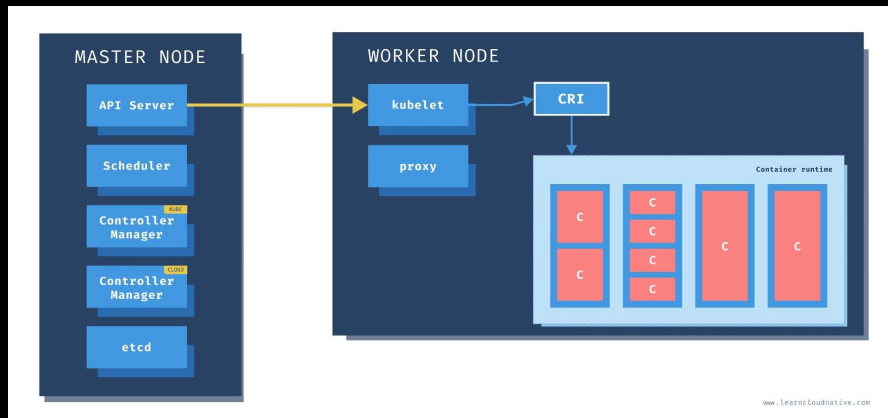 MASTER NODE
API Server
Scheduler
KUBE
Controller
Manager
CLOUD
Controller
Manager
etcd
WORKER NODE
kubelet
CRI
proxy
Container runtime
C
C
C
C
C
C
C
C
www.learncloudnative.com